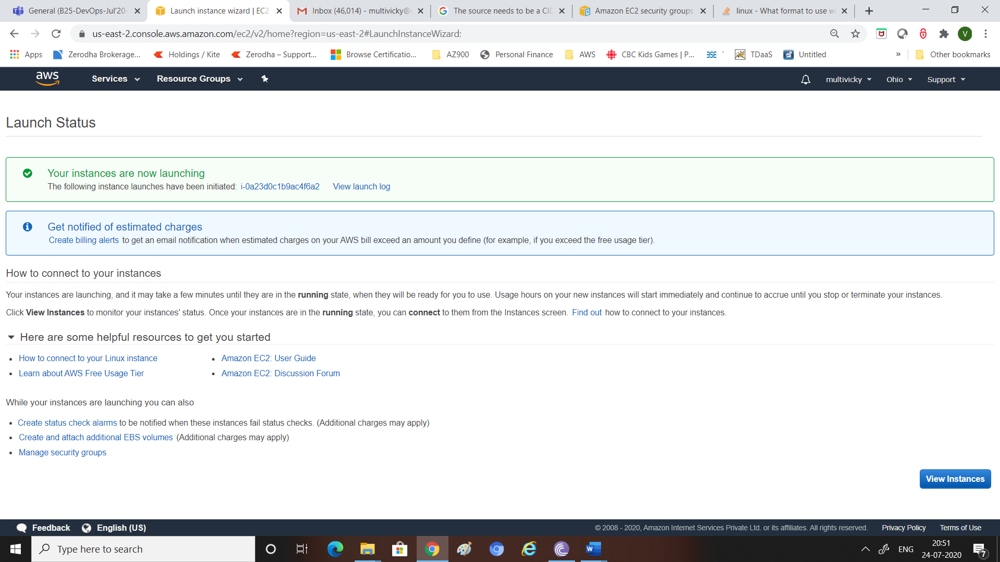 General (B25-DevOps-Jul'20-
Launch instance wizard | EC2
Inbox (46,014) - multivicky@
The source needs to be a CID
Amazon EC2 security groups
linux - What format to use w
us-east-2.console.aws.amazon.com/ec2/v2/home?region=us-east-2#LaunchInstanceWizard:
V
Apps
Zerodha Brokerage...
Holdings / Kite
Zerodha – Support...
Browse Certificatio...
AZ900
Personal Finance
AWS
CBC Kids Games | P...
BSE `
TDaaS
Untitled
»
Other bookmarks
aws
Services
Resource Groups
multivicky
Ohio
Support
Launch Status
Your instances are now launching
The following instance launches have been initiated: i-0a23d0c1b9ac4f6a2 View launch log
Get notified of estimated charges
Create billing alerts to get an email notification when estimated charges on your AWS bill exceed an amount you define (for example, if you exceed the free usage tier).
How to connect to your instances
Your instances are launching, and it may take a few minutes until they are in the running state, when they will be ready for you to use. Usage hours on your new instances will start immediately and continue to accrue until you stop or terminate your instances.
Click View Instances to monitor your instances' status. Once your instances are in the running state, you can connect to them from the Instances screen. Find out how to connect to your instances.
Here are some helpful resources to get you started
• How to connect to your Linux instance
• Amazon EC2: User Guide
• Learn about AWS Free Usage Tier
• Amazon EC2: Discussion Forum
While your instances are launching you can also
• Create status check alarms to be notified when these instances fail status checks. (Additional charges may apply)
• Create and attach additional EBS volumes (Additional charges may apply)
• Manage security groups
View Instances
Feedback
English (US)
© 2008 - 2020, Amazon Internet Services Private Ltd. or its affiliates. All rights reserved.
Privacy Policy
Terms of Use
Type here to search
ENG
20:51
24-07-2020
7